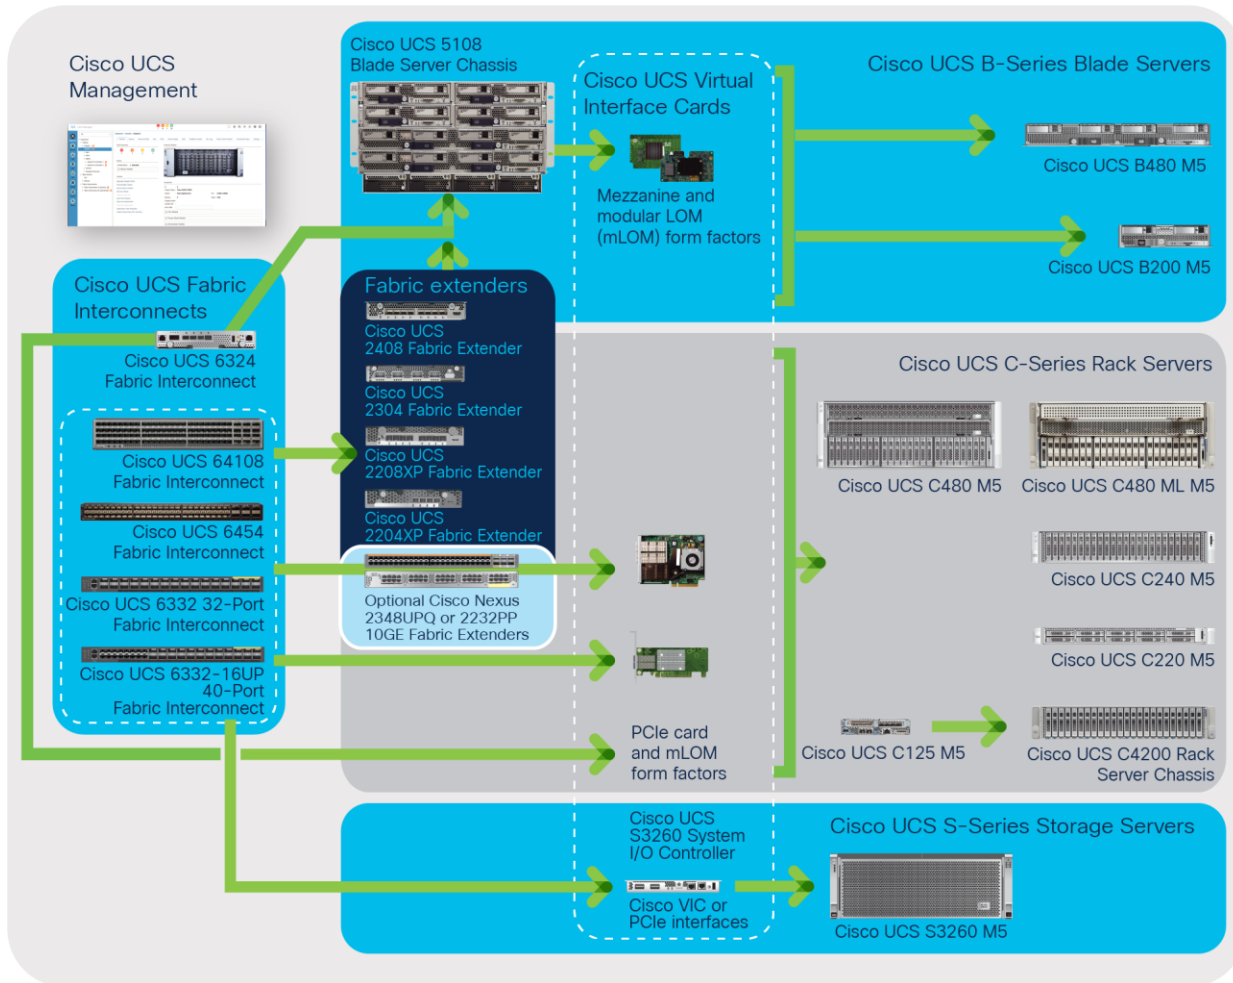 Cisco UCS
Management
Cisco UCS 5108
Blade Server Chassis
Cisco UCS Virtual
Interface Cards
Mezzanine and
modular LOM
(mLOM) form factors
Cisco UCS B-Series Blade Servers
Cisco UCS B480 M5
Cisco UCS B200 M5
Cisco UCS Fabric
Interconnects
Cisco UCS 6324
Fabric Interconnect
Cisco UCS 64108
Fabric Interconnect
Cisco UCS 6454
Fabric Interconnect
Cisco UCS 6332 32-Port
Fabric Interconnect
Cisco UCS 6332-16UP
40-Port
Fabric Interconnect
Fabric extenders
Cisco UCS
2408 Fabric Extender
Cisco UCS
2304 Fabric Extender
Cisco UCS
2208XP Fabric Extender
Cisco UCS
2204XP Fabric Extender
Optional Cisco Nexus
2348UPQ or 2232PP
10GE Fabric Extenders
PCIe card
and mLOM
form factors
Cisco UCS C-Series Rack Servers
Cisco UCS C480 M5
Cisco UCS C480 ML M5
Cisco UCS C240 M5
Cisco UCS C220 M5
Cisco UCS C125 M5
Cisco UCS C4200 Rack
Server Chassis
Cisco UCS
S3260 System
I/O Controller
Cisco VIC or
PCIe interfaces
Cisco UCS S-Series Storage Servers
Cisco UCS S3260 M5